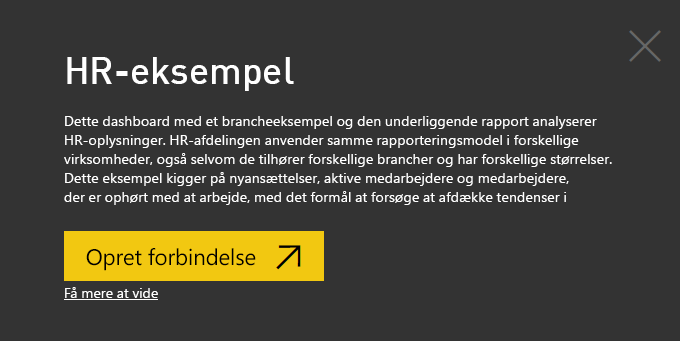 HR-eksempel
Dette dashboard med et brancheeksempel og den underliggende rapport analyserer
HR-oplysninger. HR-afdelingen anvender samme rapporteringsmodel i forskellige
virksomheder, også selvom de tilhører forskellige brancher og har forskellige størrelser.
Dette eksempel kigger på nyansættelser, aktive medarbejdere og medarbejdere,
der er ophørt med at arbejde, med det formål at forsøge at afdække tendenser i
Opret forbindelse
Få mere at vide